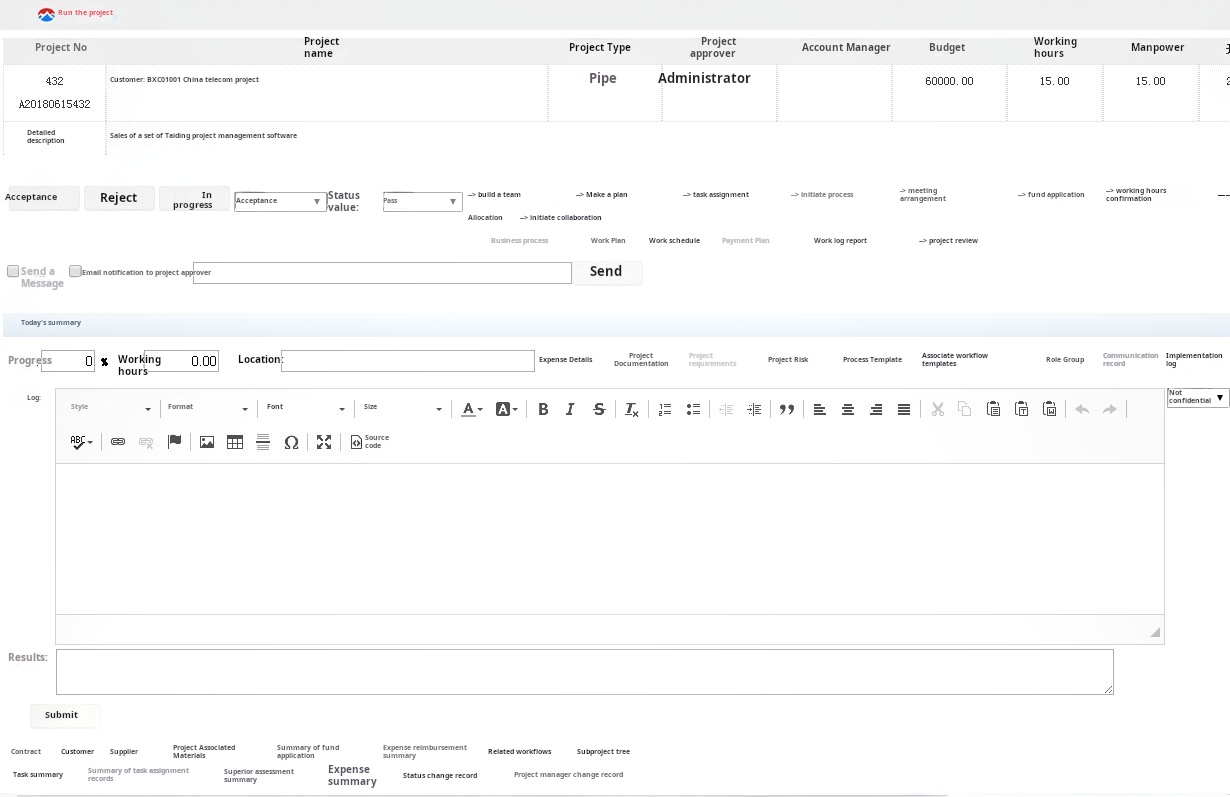 Run the project
Project No Project name Project Type Project approver Account Manager Budget Working hours Manpower
432 Customer: BXC01001 China telecom project Pipe Administrator 60000.00 15.00 15.00
A20180615432
Detailed description Sales of a set of Taiding project management software
Acceptance Reject In progress Acceptance Status value: Pass --> build a team --> Make a plan --> task assignment --> initiate process -> meeting arrangement --> fund application --> working hours confirmation
Allocation --> initiate collaboration
Business process Work Plan Work schedule Payment Plan Work log report --> project review
Send a Message Email notification to project approver Send
Today's summary
Progress: 0 % Working hours 0.00 Location: Expense Details Project Documentation Project requirements Project Risk Process Template Associate workflow templates Role Group Communication record Implementation log
Log: Style Format Font Size Not confidential
Source code
Results:
Submit
Contract Customer Supplier Project Associated Materials Summary of fund application Expense reimbursement summary Related workflows Subproject tree
Task summary Summary of task assignment records Superior assessment summary Expense summary Status change record Project manager change record